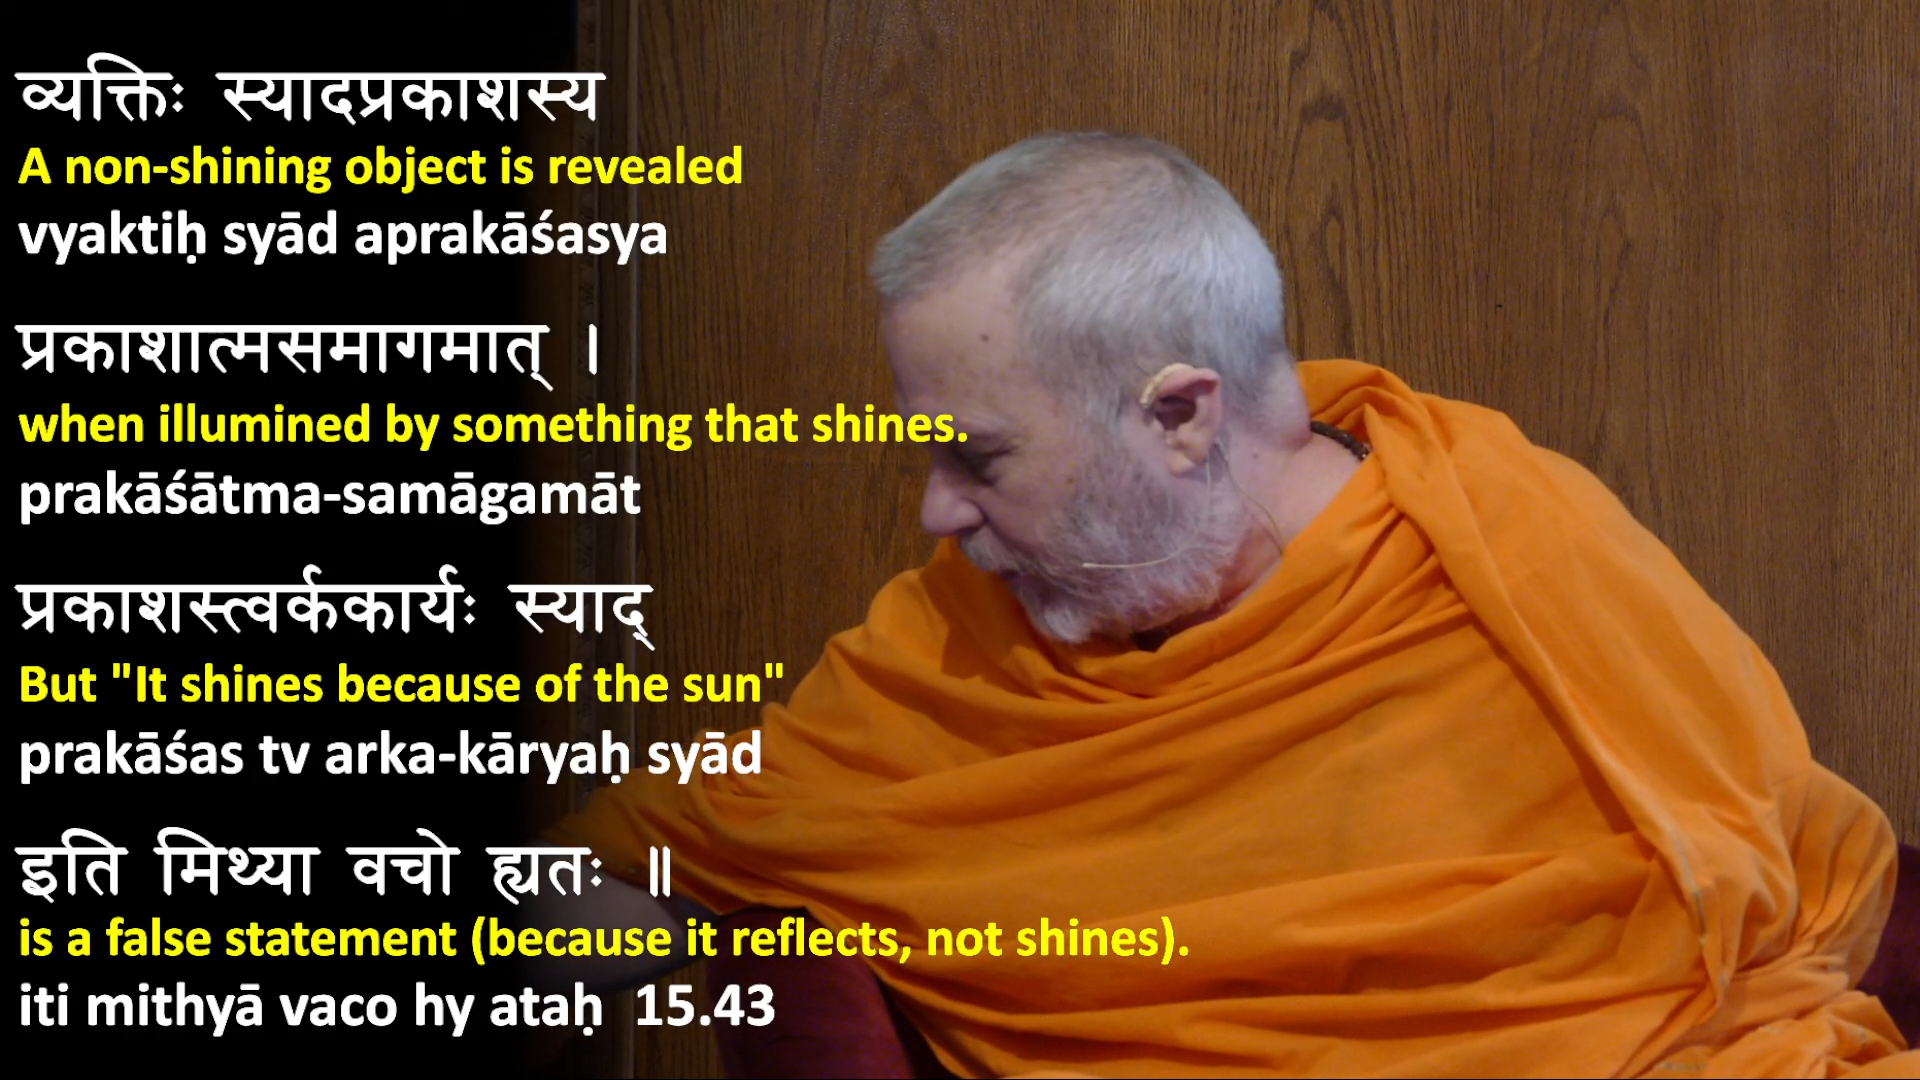 व्यक्तिः स्यादप्रकाशस्य
A non-shining object is revealed
vyaktiḥ syād aprakāśasya
प्रकाशात्मसमागमात् ।
when illumined by something that shines.
prakāśātma-samāgamāt
प्रकाशस्त्वर्ककार्यः स्याद्
But "It shines because of the sun"
prakāśas tv arka-kāryaḥ syād
इति मिथ्या वचो ह्यतः ॥
is a false statement (because it reflects, not shines).
iti mithyā vaco hy ataḥ 15.43